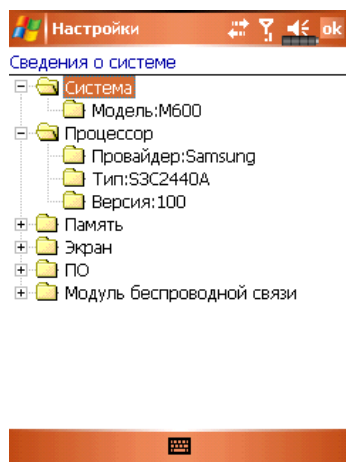 Настройки ok
Сведения о системе
Система
Модель:M600
Процессор
Провайдер:Samsung
Тип:S3C2440A
Версия:100
Память
Экран
ПО
Модуль беспроводной связи